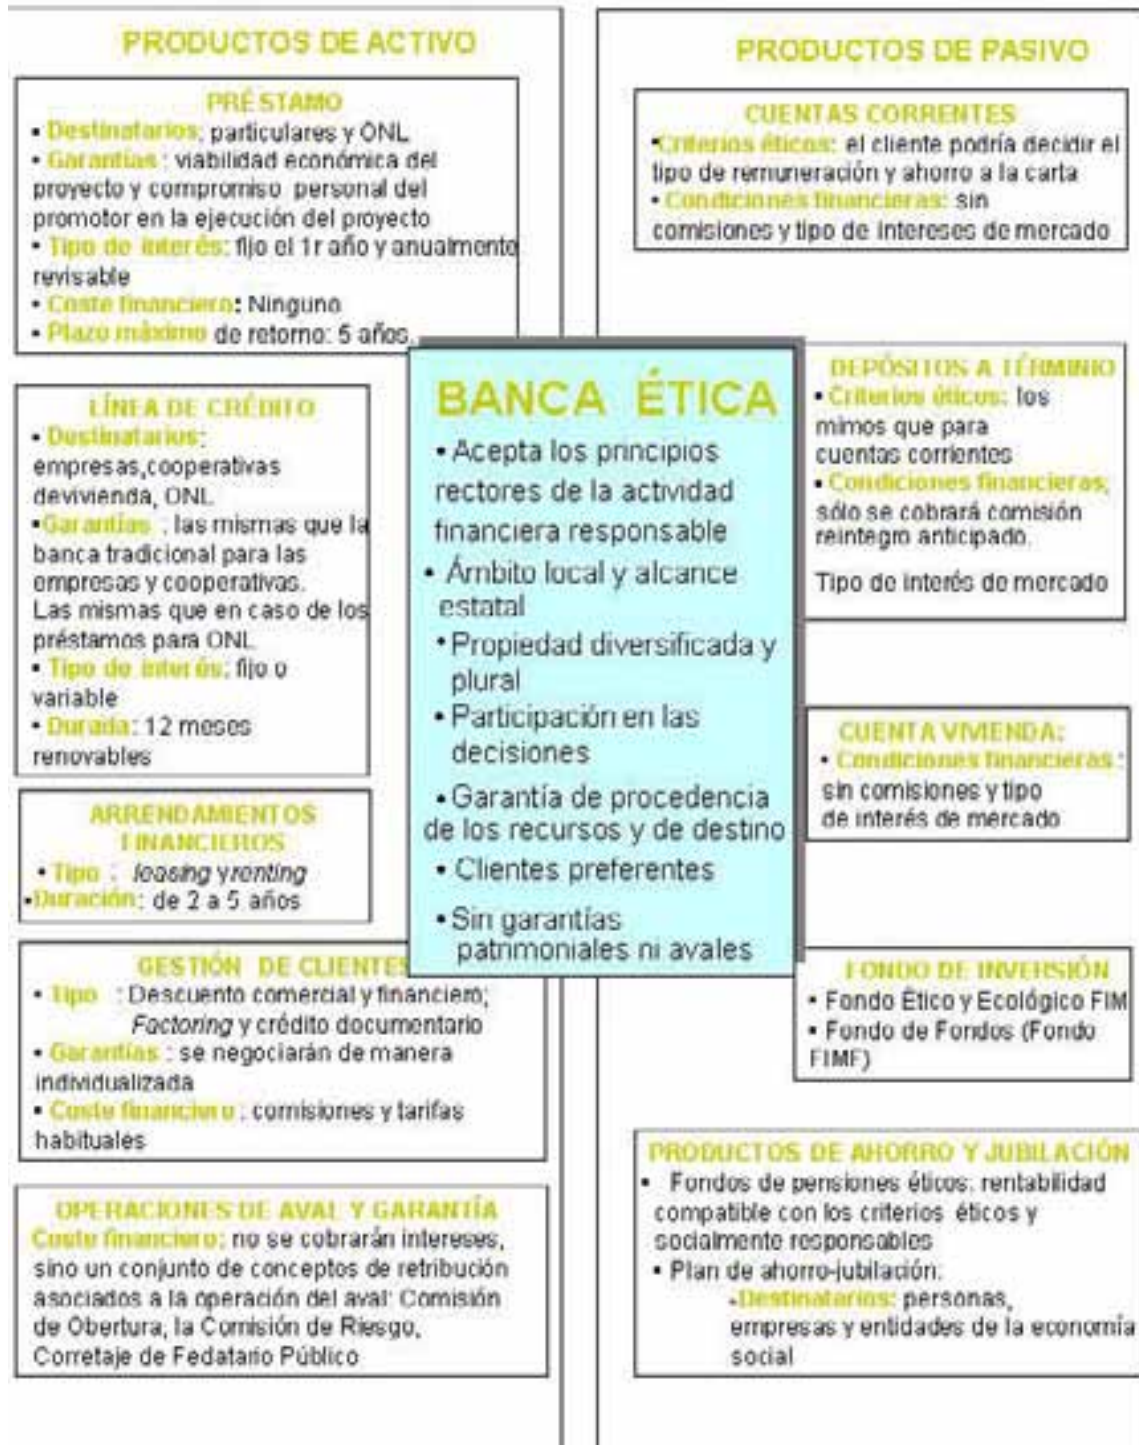 PRODUCTOS DE ACTIVO
PRÉSTAMO
• Destinatarios: particulares y ONL
• Garantías : viabilidad económica del
proyecto y compromiso personal del
promotor en la ejecución del proyecto
• Tipo de interés: fijo el 1r año y anualmente
revisable
• Coste financiero: Ninguno
• Plazo máximo de retorno: 5 años.
LÍNEA DE CRÉDITO
• Destinatarios:
empresas,cooperativas
devivienda, ONL
•Garantías : las mismas que la
banca tradicional para las
empresas y cooperativas.
Las mismas que en caso de los
préstamos para ONL
• Tipo de interés: fijo o
variable
• Durada: 12 meses
renovables
ARRENDAMIENTOS
FINANCIEROS
• Tipo : leasing y renting
•Duración: de 2 a 5 años
GESTIÓN DE CLIENTES
• Tipo : Descuento comercial y financiero;
Factoring y crédito documentario
• Garantías : se negociarán de manera
individualizada
• Coste financiero : comisiones y tarifas
habituales
OPERACIONES DE AVAL Y GARANTÍA
Coste financiero: no se cobrarán intereses,
sino un conjunto de conceptos de retribución
asociados a la operación del aval: Comisión
de Obertura, la Comisión de Riesgo,
Corretaje de Fedatario Público
BANCA ÉTICA
• Acepta los principios
rectores de la actividad
financiera responsable
• Ámbito local y alcance
estatal
• Propiedad diversificada y
plural
• Participación en las
decisiones
• Garantía de procedencia
de los recursos y de destino
• Clientes preferentes
• Sin garantías
patrimoniales ni avales
PRODUCTOS DE PASIVO
CUENTAS CORRENTES
•Criterios éticos: el cliente podría decidir el
tipo de remuneración y ahorro a la carta
• Condiciones financieras: sin
comisiones y tipo de intereses de mercado
DEPÓSITOS A TÉRMINO
• Criterios éticos: los
mimos que para
cuentas corrientes
• Condiciones financieras;
sólo se cobrará comisión
reintegro anticipado.
Tipo de interés de mercado
CUENTA VIVIENDA:
• Condiciones financieras :
sin comisiones y tipo
de interés de mercado
FONDO DE INVERSIÓN
• Fondo Ético y Ecológico FIM
• Fondo de Fondos (Fondo
FIMF)
PRODUCTOS DE AHORRO Y JUBILACIÓN
• Fondos de pensiones éticos: rentabilidad
compatible con los criterios éticos y
socialmente responsables
• Plan de ahorro-jubilación:
-Destinatarios: personas,
empresas y entidades de la economía
social